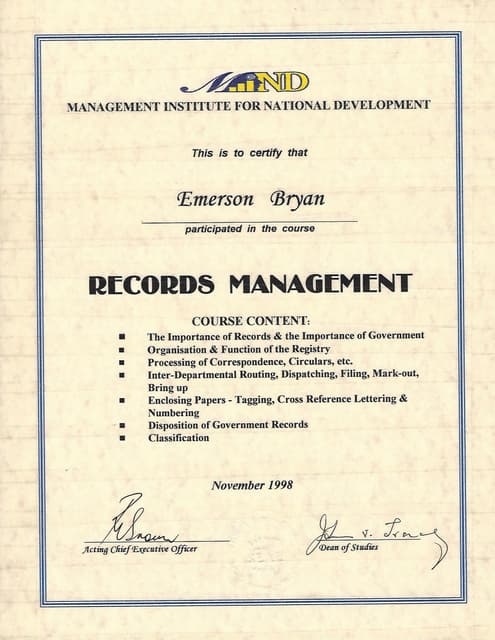 MIND
MANAGEMENT INSTITUTE FOR NATIONAL DEVELOPMENT
This is to certify that
Emerson Bryan
participated in the course
RECORDS MANAGEMENT
COURSE CONTENT:
■ The Importance of Records & the Importance of Government
■ Organisation & Function of the Registry
■ Processing of Correspondence, Circulars, etc.
■ Inter-Departmental Routing, Dispatching, Filing, Mark-out,
Bring up
■ Enclosing Papers - Tagging, Cross Reference Lettering &
Numbering
■ Disposition of Government Records
■ Classification
November 1998
Acting Chief Executive Officer
Dean of Studies